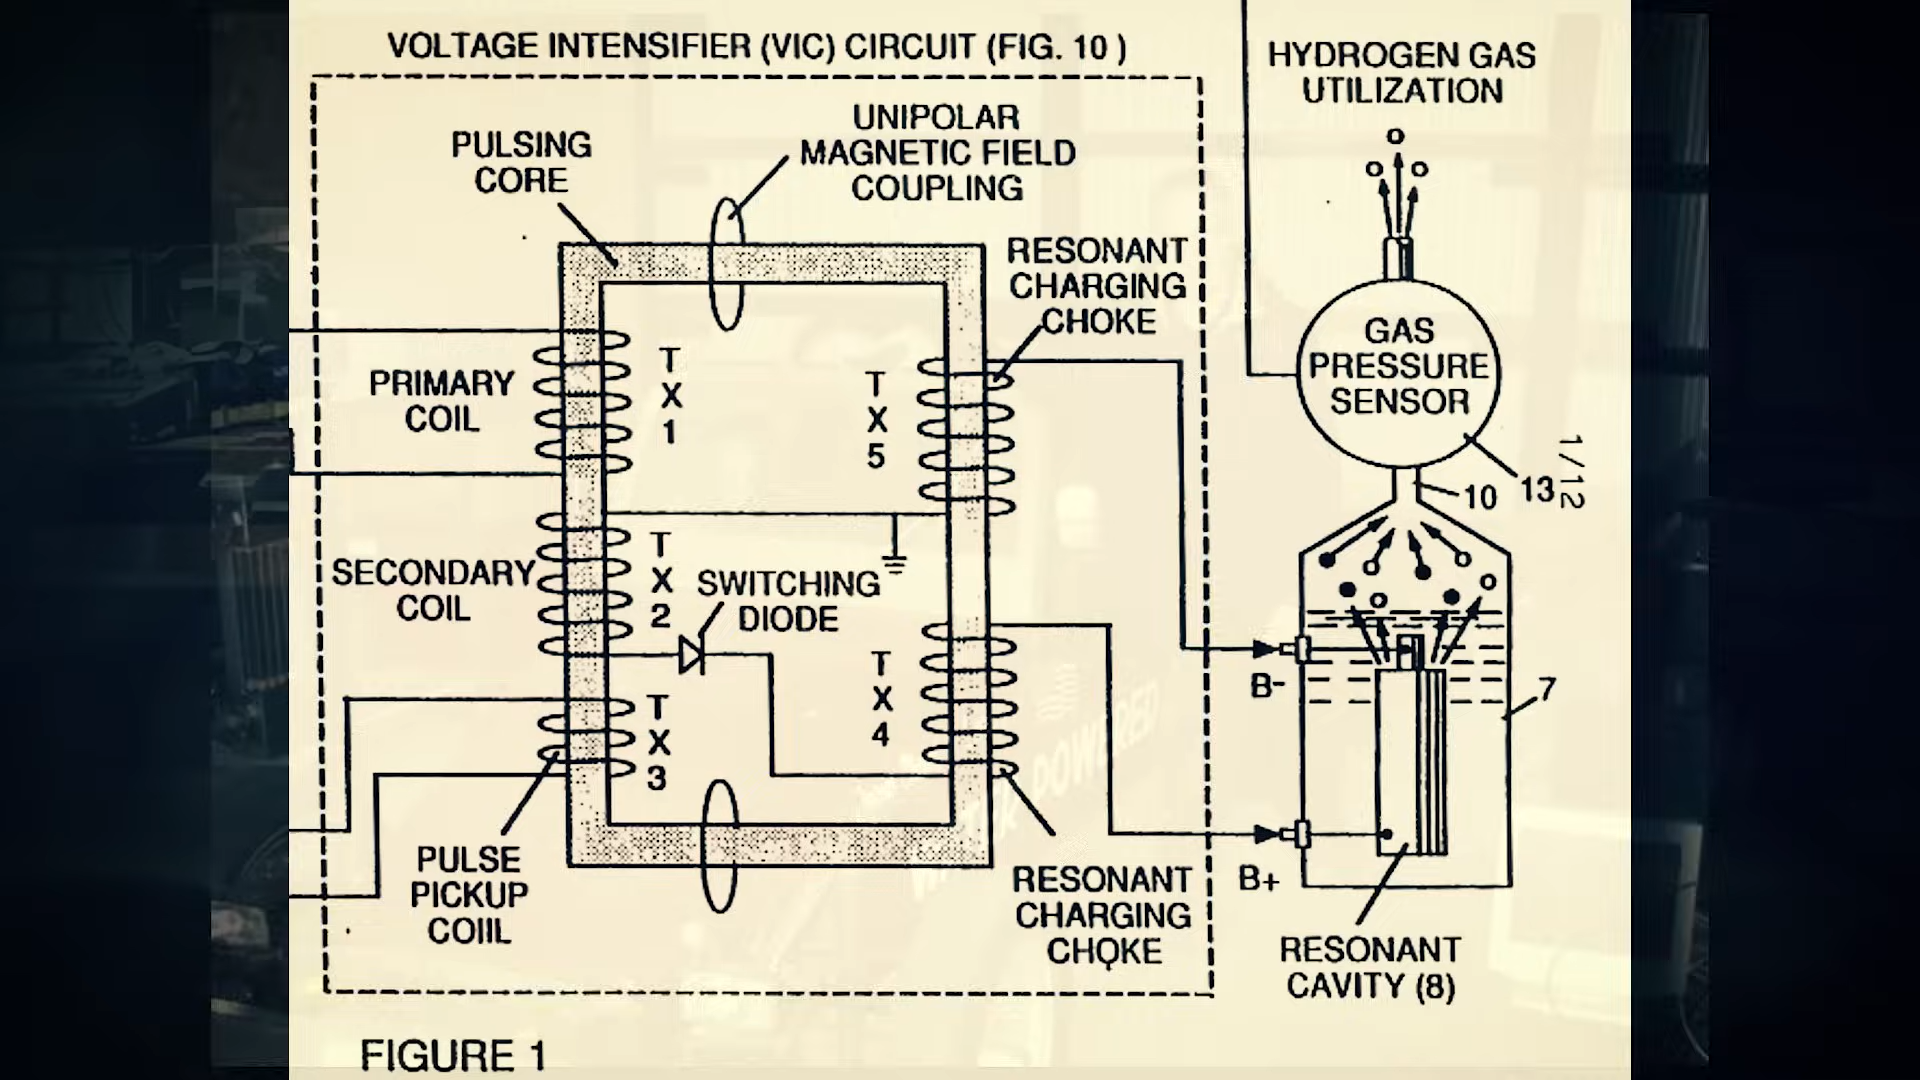 VOLTAGE INTENSIFIER (VIC) CIRCUIT (FIG. 10 )
HYDROGEN GAS
UTILIZATION
PULSING
CORE
UNIPOLAR
MAGNETIC FIELD
COUPLING
RESONANT
CHARGING
CHOKE
PRIMARY
COIL
T
X
1
T
X
5
GAS
PRESSURE
SENSOR
10
13
1/12
SECONDARY
COIL
T
X
2
SWITCHING
DIODE
T
X
3
T
X
4
B-
7
B+
PULSE
PICKUP
COIIL
RESONANT
CHARGING
CHOKE
RESONANT
CAVITY (8)
WATER POWERED
FIGURE 1